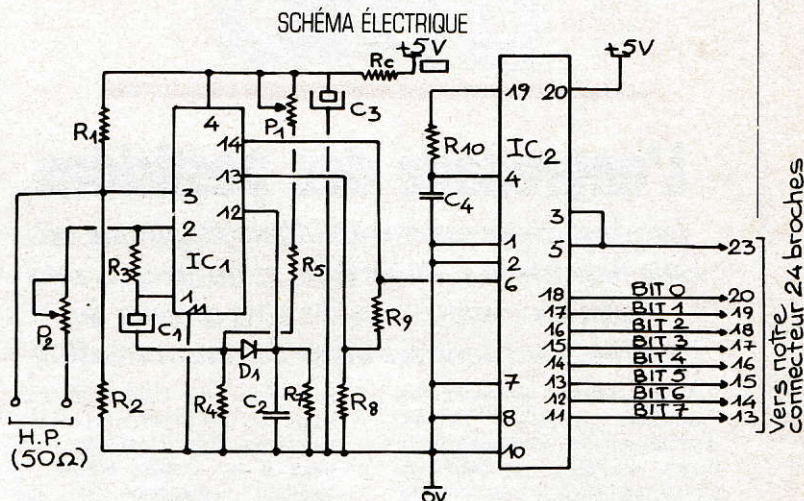 SCHÉMA ÉLECTRIQUE
+5V
+5V
Rc
C3
P1
R1
4
14
13
12
3
2
1
IC1
R3
C1
P2
R2
R5
D1
R4
C2
R7
R8
R9
H.P.
(50Ω)
19
20
R10
IC2
4
C4
3
1
5
23
2
6
18 BIT 0 20
17 BIT 1 19
16 BIT 2 18
15 BIT 3 17
14 BIT 4 16
13 BIT 5 15
12 BIT 6 14
11 BIT 7 13
7
8
10
0V
Vers notre
connecteur 24 broches